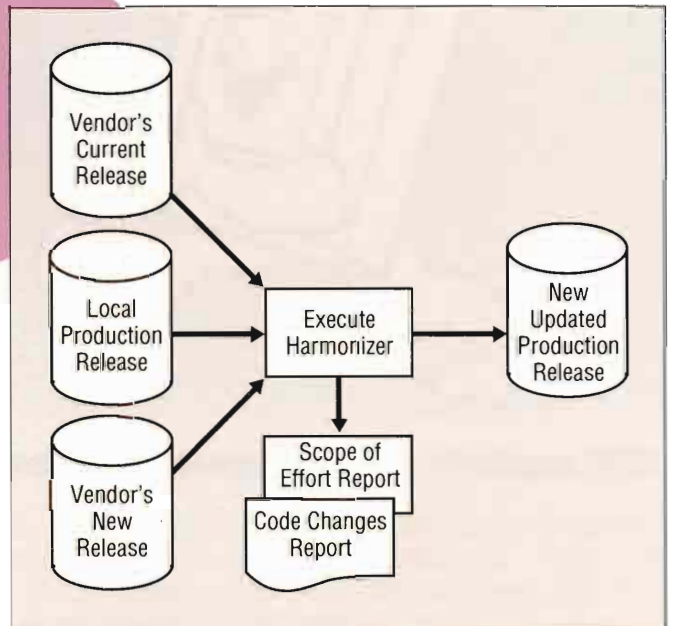 Vendor's
Current
Release
Local
Production
Release
Vendor's
New
Release
Execute
Harmonizer
Scope of
Effort Report
Code Changes
Report
New
Updated
Production
Release